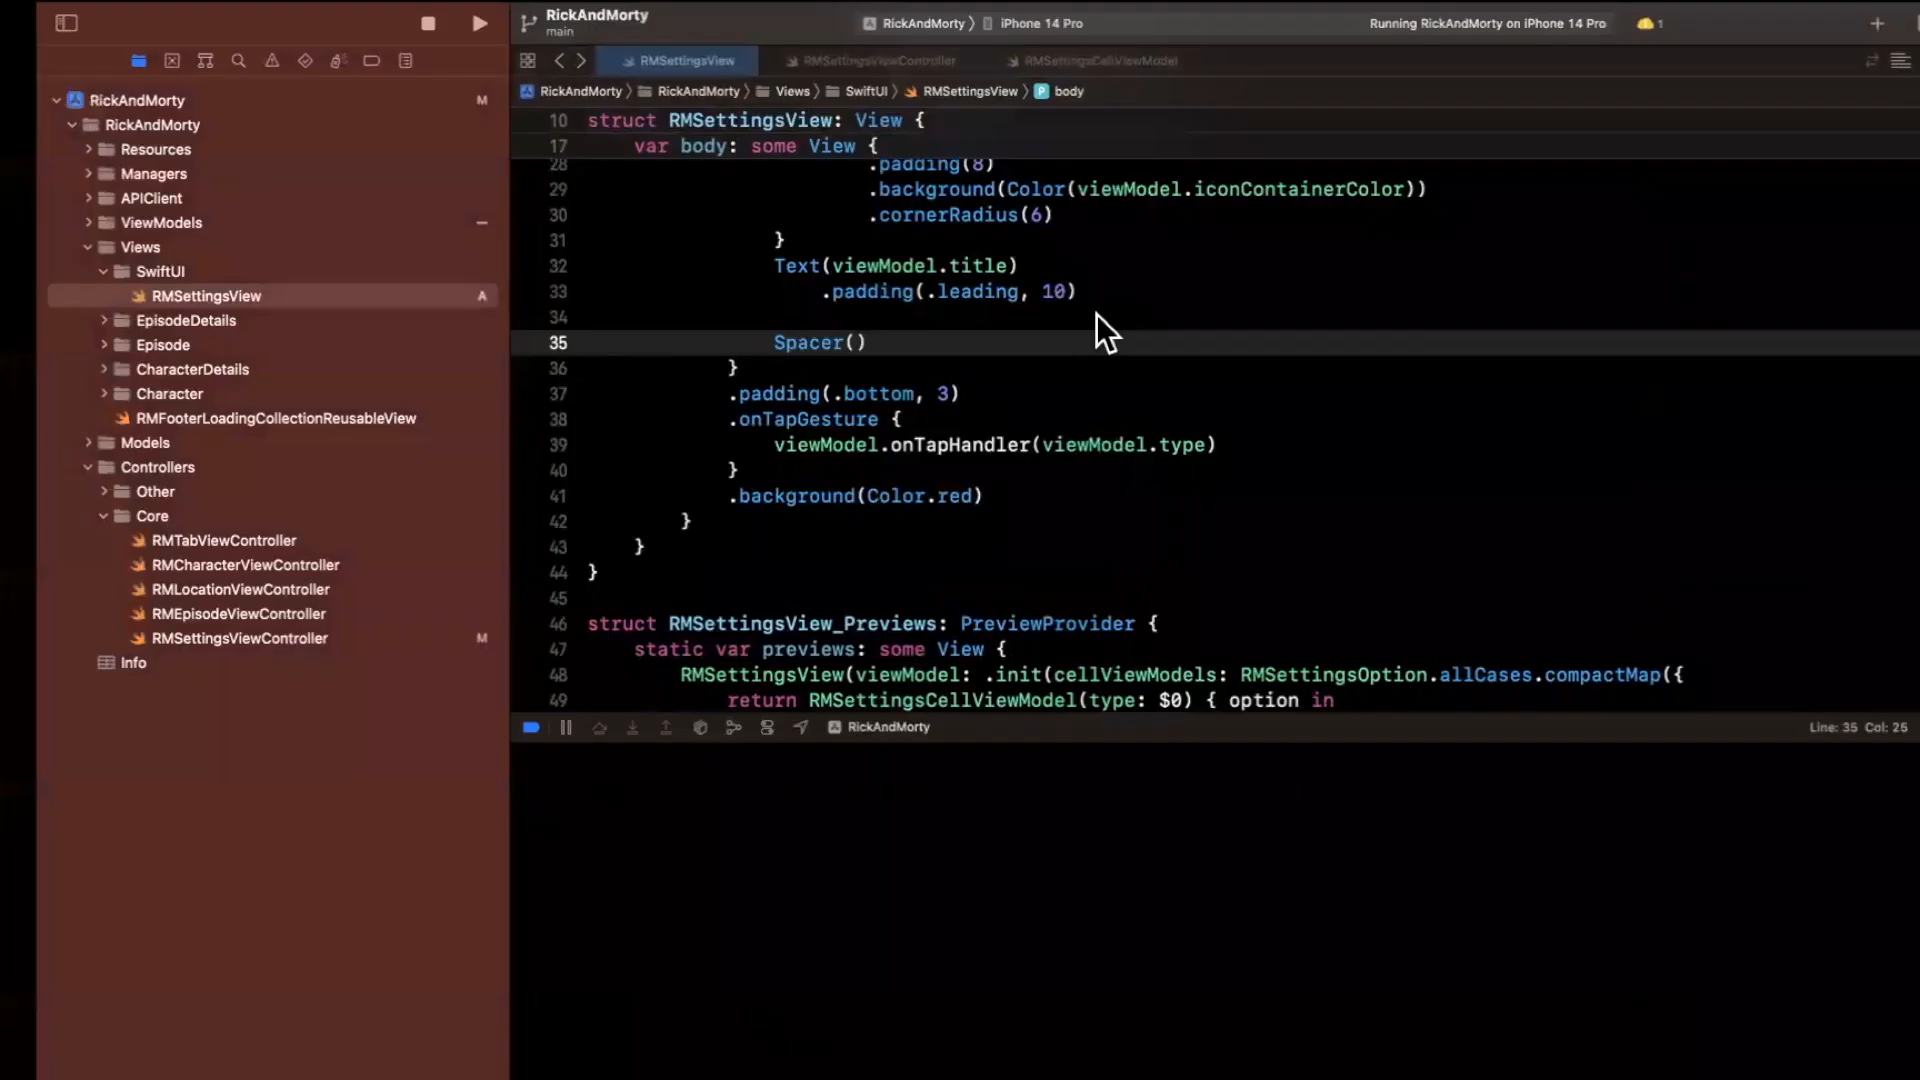 RickAndMorty
main
RickAndMorty 〉 iPhone 14 Pro
Running RickAndMorty on iPhone 14 Pro
1
RMSettingsView
RMSettingsViewController
RMSettingsCellViewModel
RickAndMorty 〉 RickAndMorty 〉 Views 〉 SwiftUI 〉 RMSettingsView 〉 P body
RickAndMorty M
RickAndMorty
Resources
Managers
APIClient
ViewModels
Views
SwiftUI
RMSettingsView A
EpisodeDetails
Episode
CharacterDetails
Character
RMFooterLoadingCollectionReusableView
Models
Controllers
Other
Core
RMTabViewController
RMCharacterViewController
RMLocationViewController
RMEpisodeViewController
RMSettingsViewController M
Info
10 struct RMSettingsView: View {
17 var body: some View {
28 .padding(8)
29 .background(Color(viewModel.iconContainerColor))
30 .cornerRadius(6)
31 }
32 Text(viewModel.title)
33 .padding(.leading, 10)
34
35 Spacer()
36 }
37 .padding(.bottom, 3)
38 .onTapGesture {
39 viewModel.onTapHandler(viewModel.type)
40 }
41 .background(Color.red)
42 }
43 }
44 }
45
46 struct RMSettingsView_Previews: PreviewProvider {
47 static var previews: some View {
48 RMSettingsView(viewModel: .init(cellViewModels: RMSettingsOption.allCases.compactMap({
49 return RMSettingsCellViewModel(type: $0) { option in
RickAndMorty
Line: 35 Col: 25